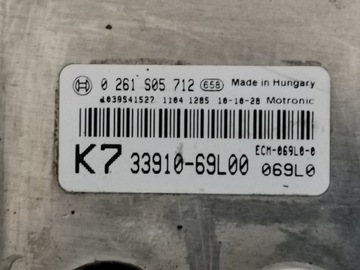 0 261 S05 712 658 Made in Hungary
1039S41527 1104 1285 10-10-28 Motronic
ECM-069L0-0
K7 33910-69L00 069L0